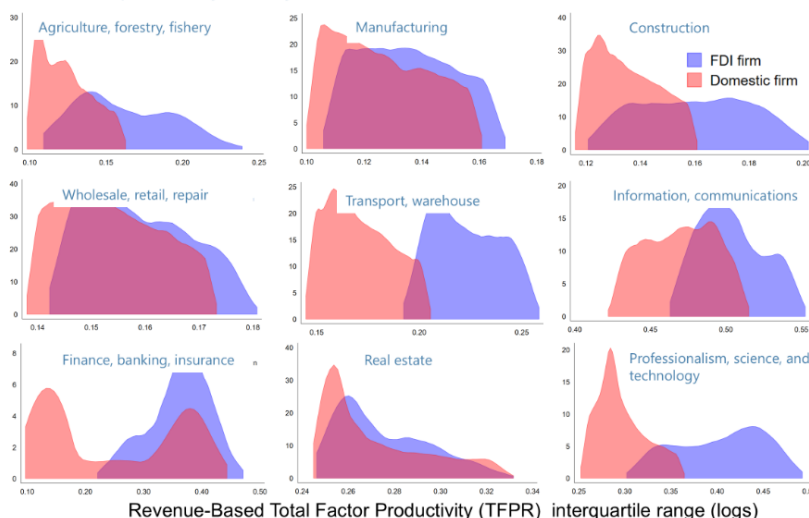 Agriculture, forestry, fishery
30
20
10
0
0.10 0.15 0.20 0.25
Manufacturing
25
20
15
10
5
0
0.10 0.12 0.14 0.16 0.18
Construction
FDI firm
Domestic firm
40
30
20
10
0
0.12 0.14 0.16 0.18 0.20
Wholesale, retail, repair
40
30
20
10
0
0.14 0.15 0.16 0.17 0.18
Transport, warehouse
25
20
15
10
5
0
0.15 0.20 0.25
Information, communications
20
15
10
5
0
0.40 0.45 0.50 0.55
Finance, banking, insurance
8
6
4
2
0
0.10 0.20 0.30 0.40 0.50
Real estate
40
30
20
10
0
0.24 0.26 0.28 0.30 0.32 0.34
Professionalism, science, and
technology
20
15
10
5
0
0.25 0.30 0.35 0.40 0.45
Revenue-Based Total Factor Productivity (TFPR) interquartile range (logs)